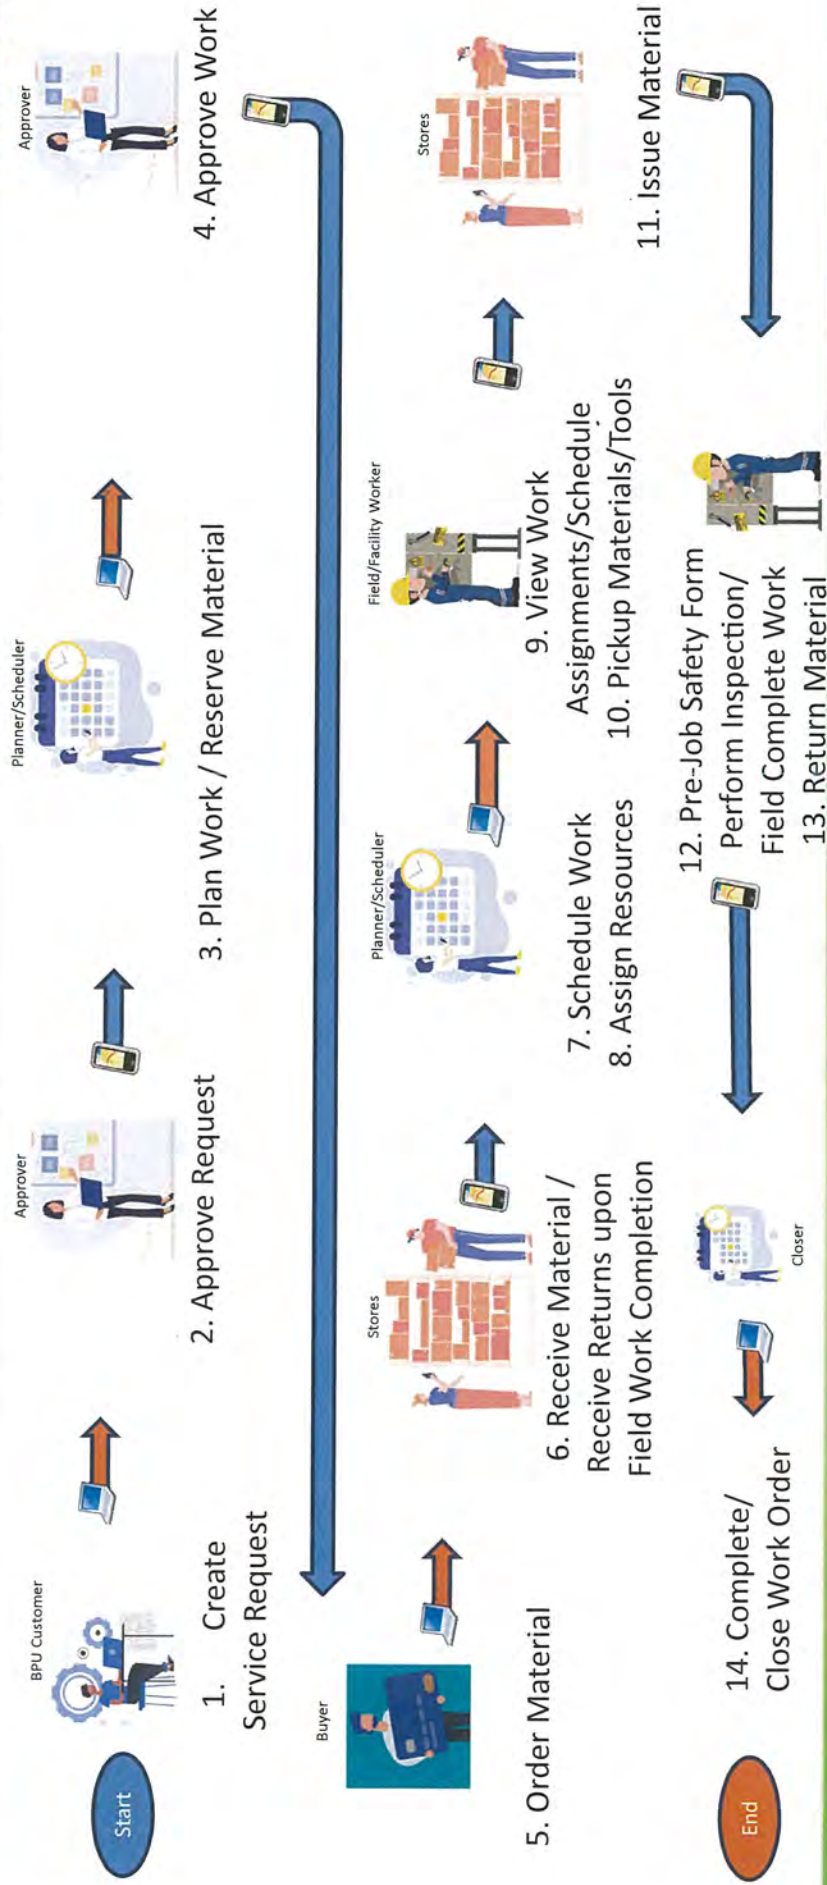 Start
BPU Customer
1. Create
Service Request
Approver
2. Approve Request
Planner/Scheduler
3. Plan Work / Reserve Material
Approver
4. Approve Work
Buyer
5. Order Material
Stores
6. Receive Material /
Receive Returns upon
Field Work Completion
Planner/Scheduler
7. Schedule Work
8. Assign Resources
Field/Facility Worker
9. View Work
Assignments/Schedule
10. Pickup Materials/Tools
Stores
11. Issue Material
12. Pre-Job Safety Form
Perform Inspection/
Field Complete Work
13. Return Material
Closer
14. Complete/
Close Work Order
End